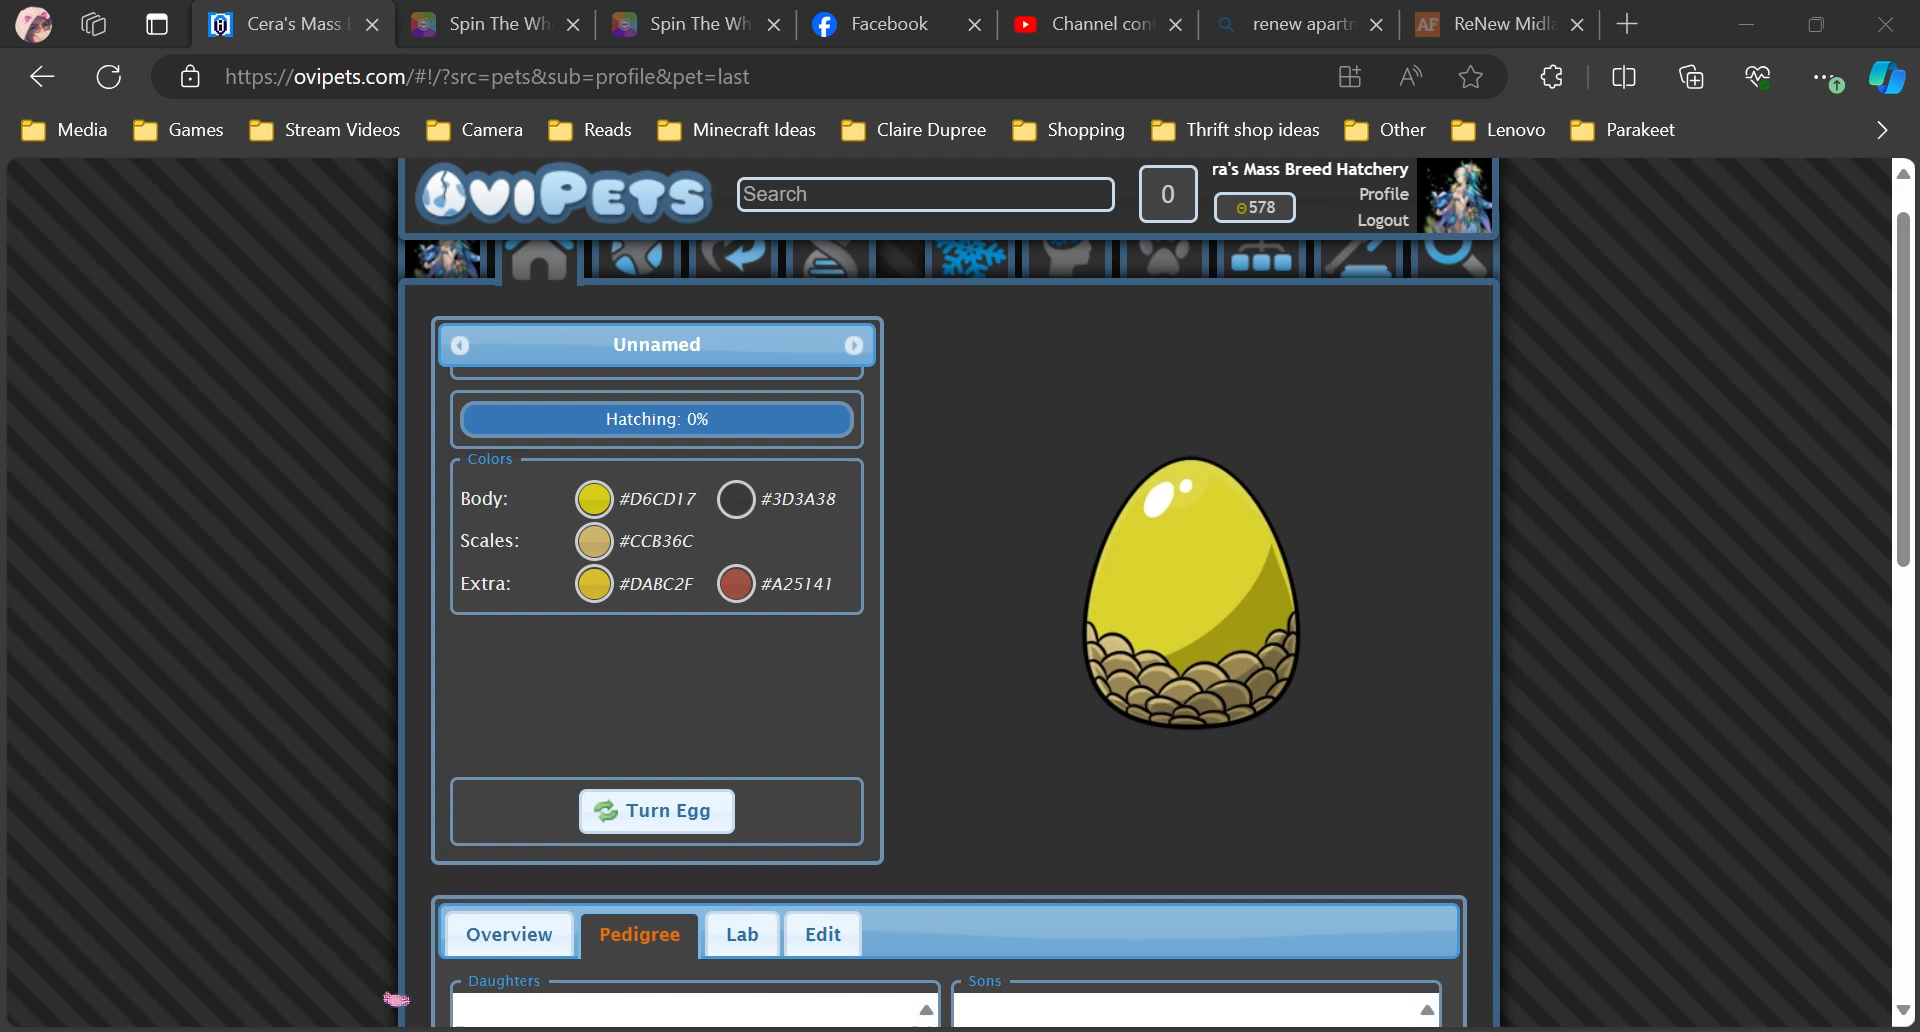 Cera's Mass
Spin The Wh
Spin The Wh
Facebook
Channel con
renew apart
AF ReNew Midl
https://ovipets.com/#!/?src=pets&sub=profile&pet=last
Media
Games
Stream Videos
Camera
Reads
Minecraft Ideas
Claire Dupree
Shopping
Thrift shop ideas
Other
Lenovo
Parakeet
OviPets
Search
0
ra's Mass Breed Hatchery
578
Profile
Logout
Unnamed
Hatching: 0%
Colors
Body: #D6CD17 #3D3A38
Scales: #CCB36C
Extra: #DABC2F #A25141
Turn Egg
Overview Pedigree Lab Edit
Daughters Sons